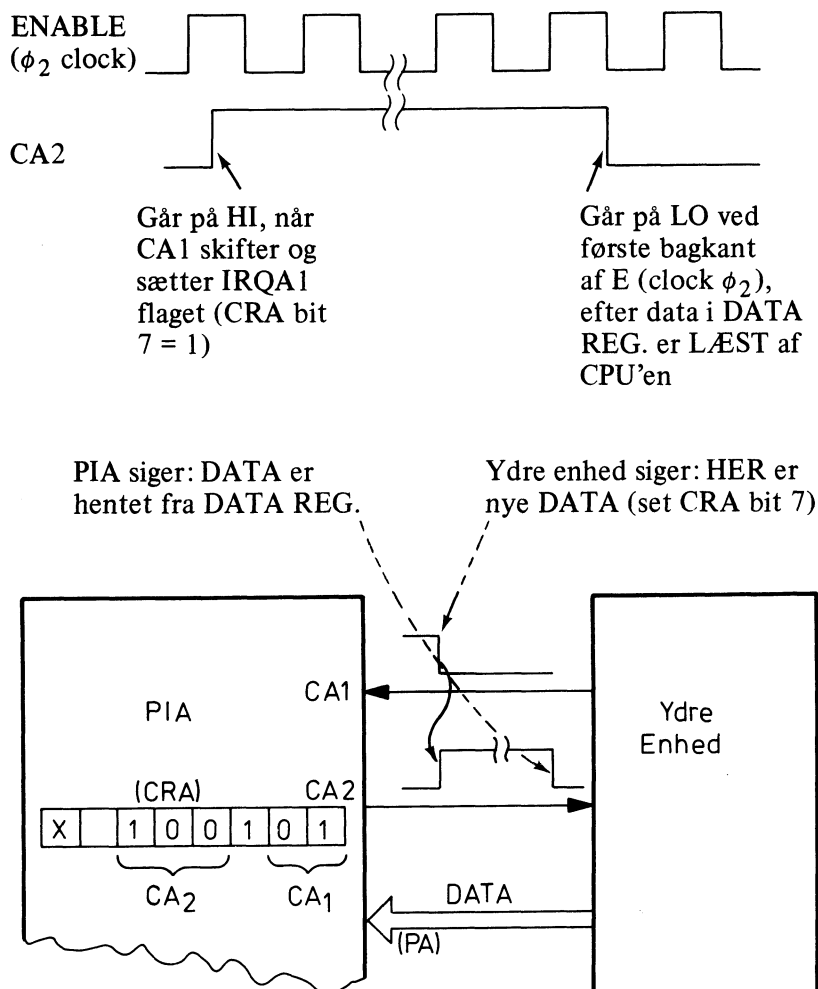 ENABLE
(ϕ₂ clock)
CA2
Går på HI, når
CA1 skifter og
sætter IRQA1
flaget (CRA bit
7 = 1)
Går på LO ved
første bagkant
af E (clock ϕ₂),
efter data i DATA
REG. er LÆST af
CPU'en
PIA siger: DATA er
hentet fra DATA REG.
Ydre enhed siger: HER er
nye DATA (set CRA bit 7)
CA1
PIA
Ydre
Enhed
(CRA)
CA2
X 1 0 0 1 0 1
CA₂
CA₁
DATA
(PA)